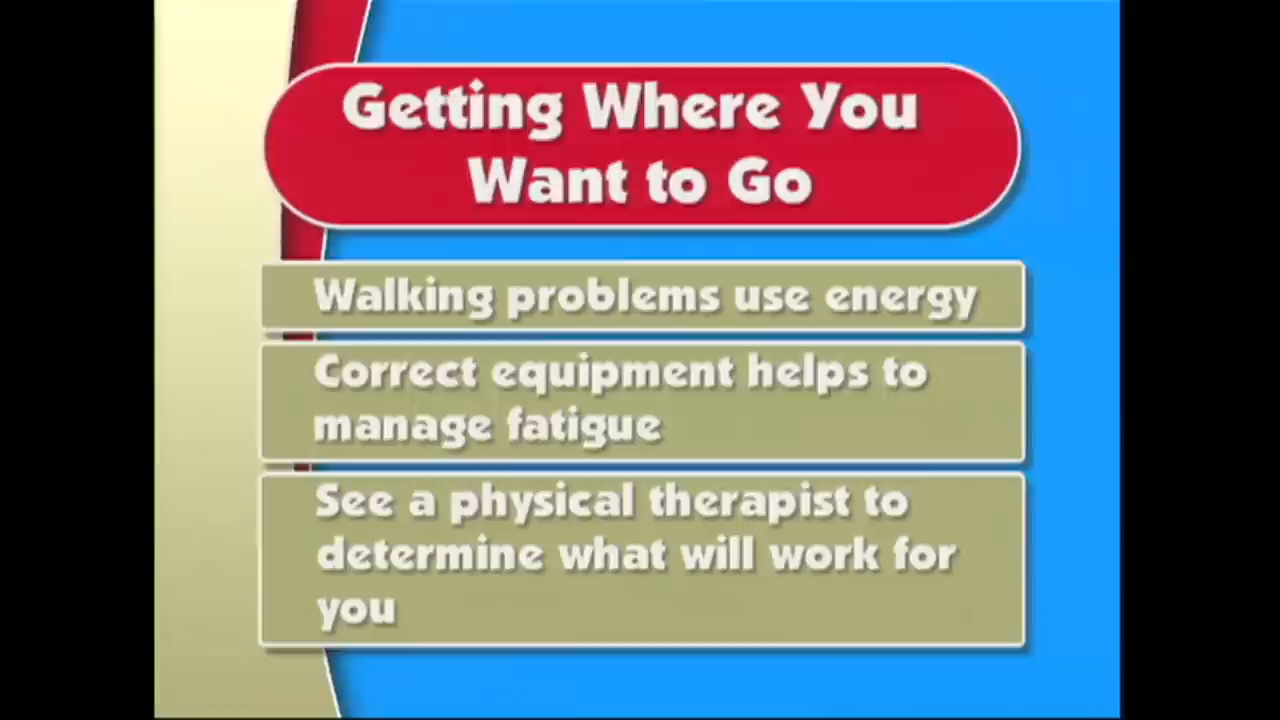 Getting Where You
Want to Go
Walking problems use energy
Correct equipment helps to
manage fatigue
See a physical therapist to
determine what will work for
you